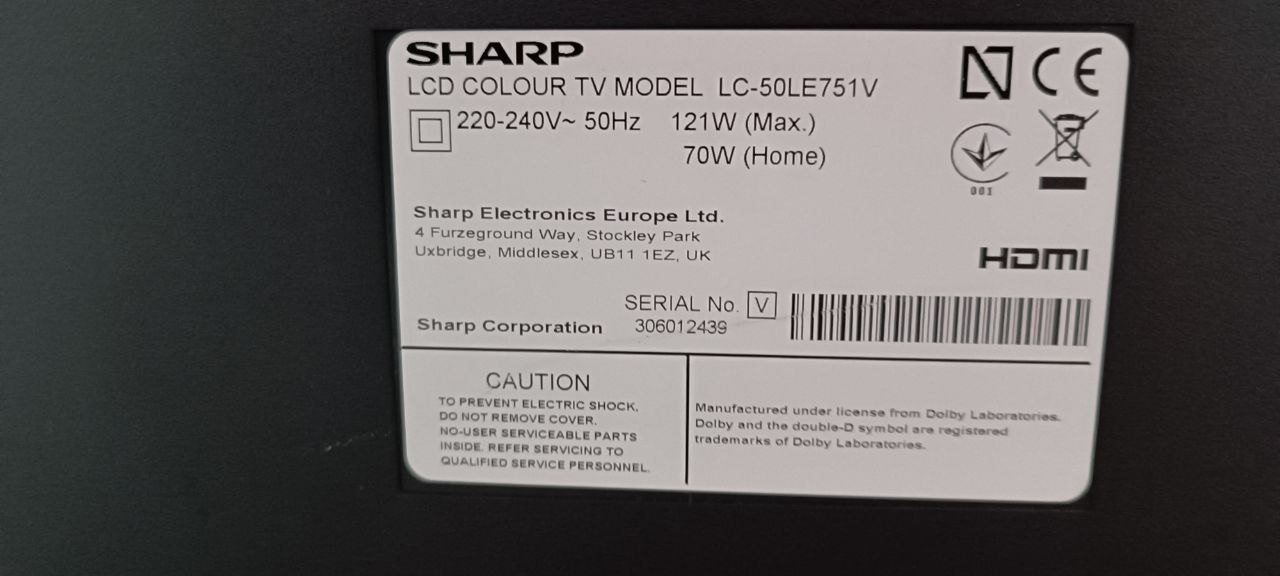 SHARP
LCD COLOUR TV MODEL LC-50LE751V
220-240V~ 50Hz 121W (Max.)
70W (Home)
001
Sharp Electronics Europe Ltd.
4 Furzeground Way, Stockley Park
Uxbridge, Middlesex, UB11 1EZ, UK
HDMI
SERIAL No. V
Sharp Corporation 306012439
CAUTION
TO PREVENT ELECTRIC SHOCK,
DO NOT REMOVE COVER.
NO-USER SERVICEABLE PARTS
INSIDE. REFER SERVICING TO
QUALIFIED SERVICE PERSONNEL.
Manufactured under license from Dolby Laboratories.
Dolby and the double-D symbol are registered
trademarks of Dolby Laboratories.